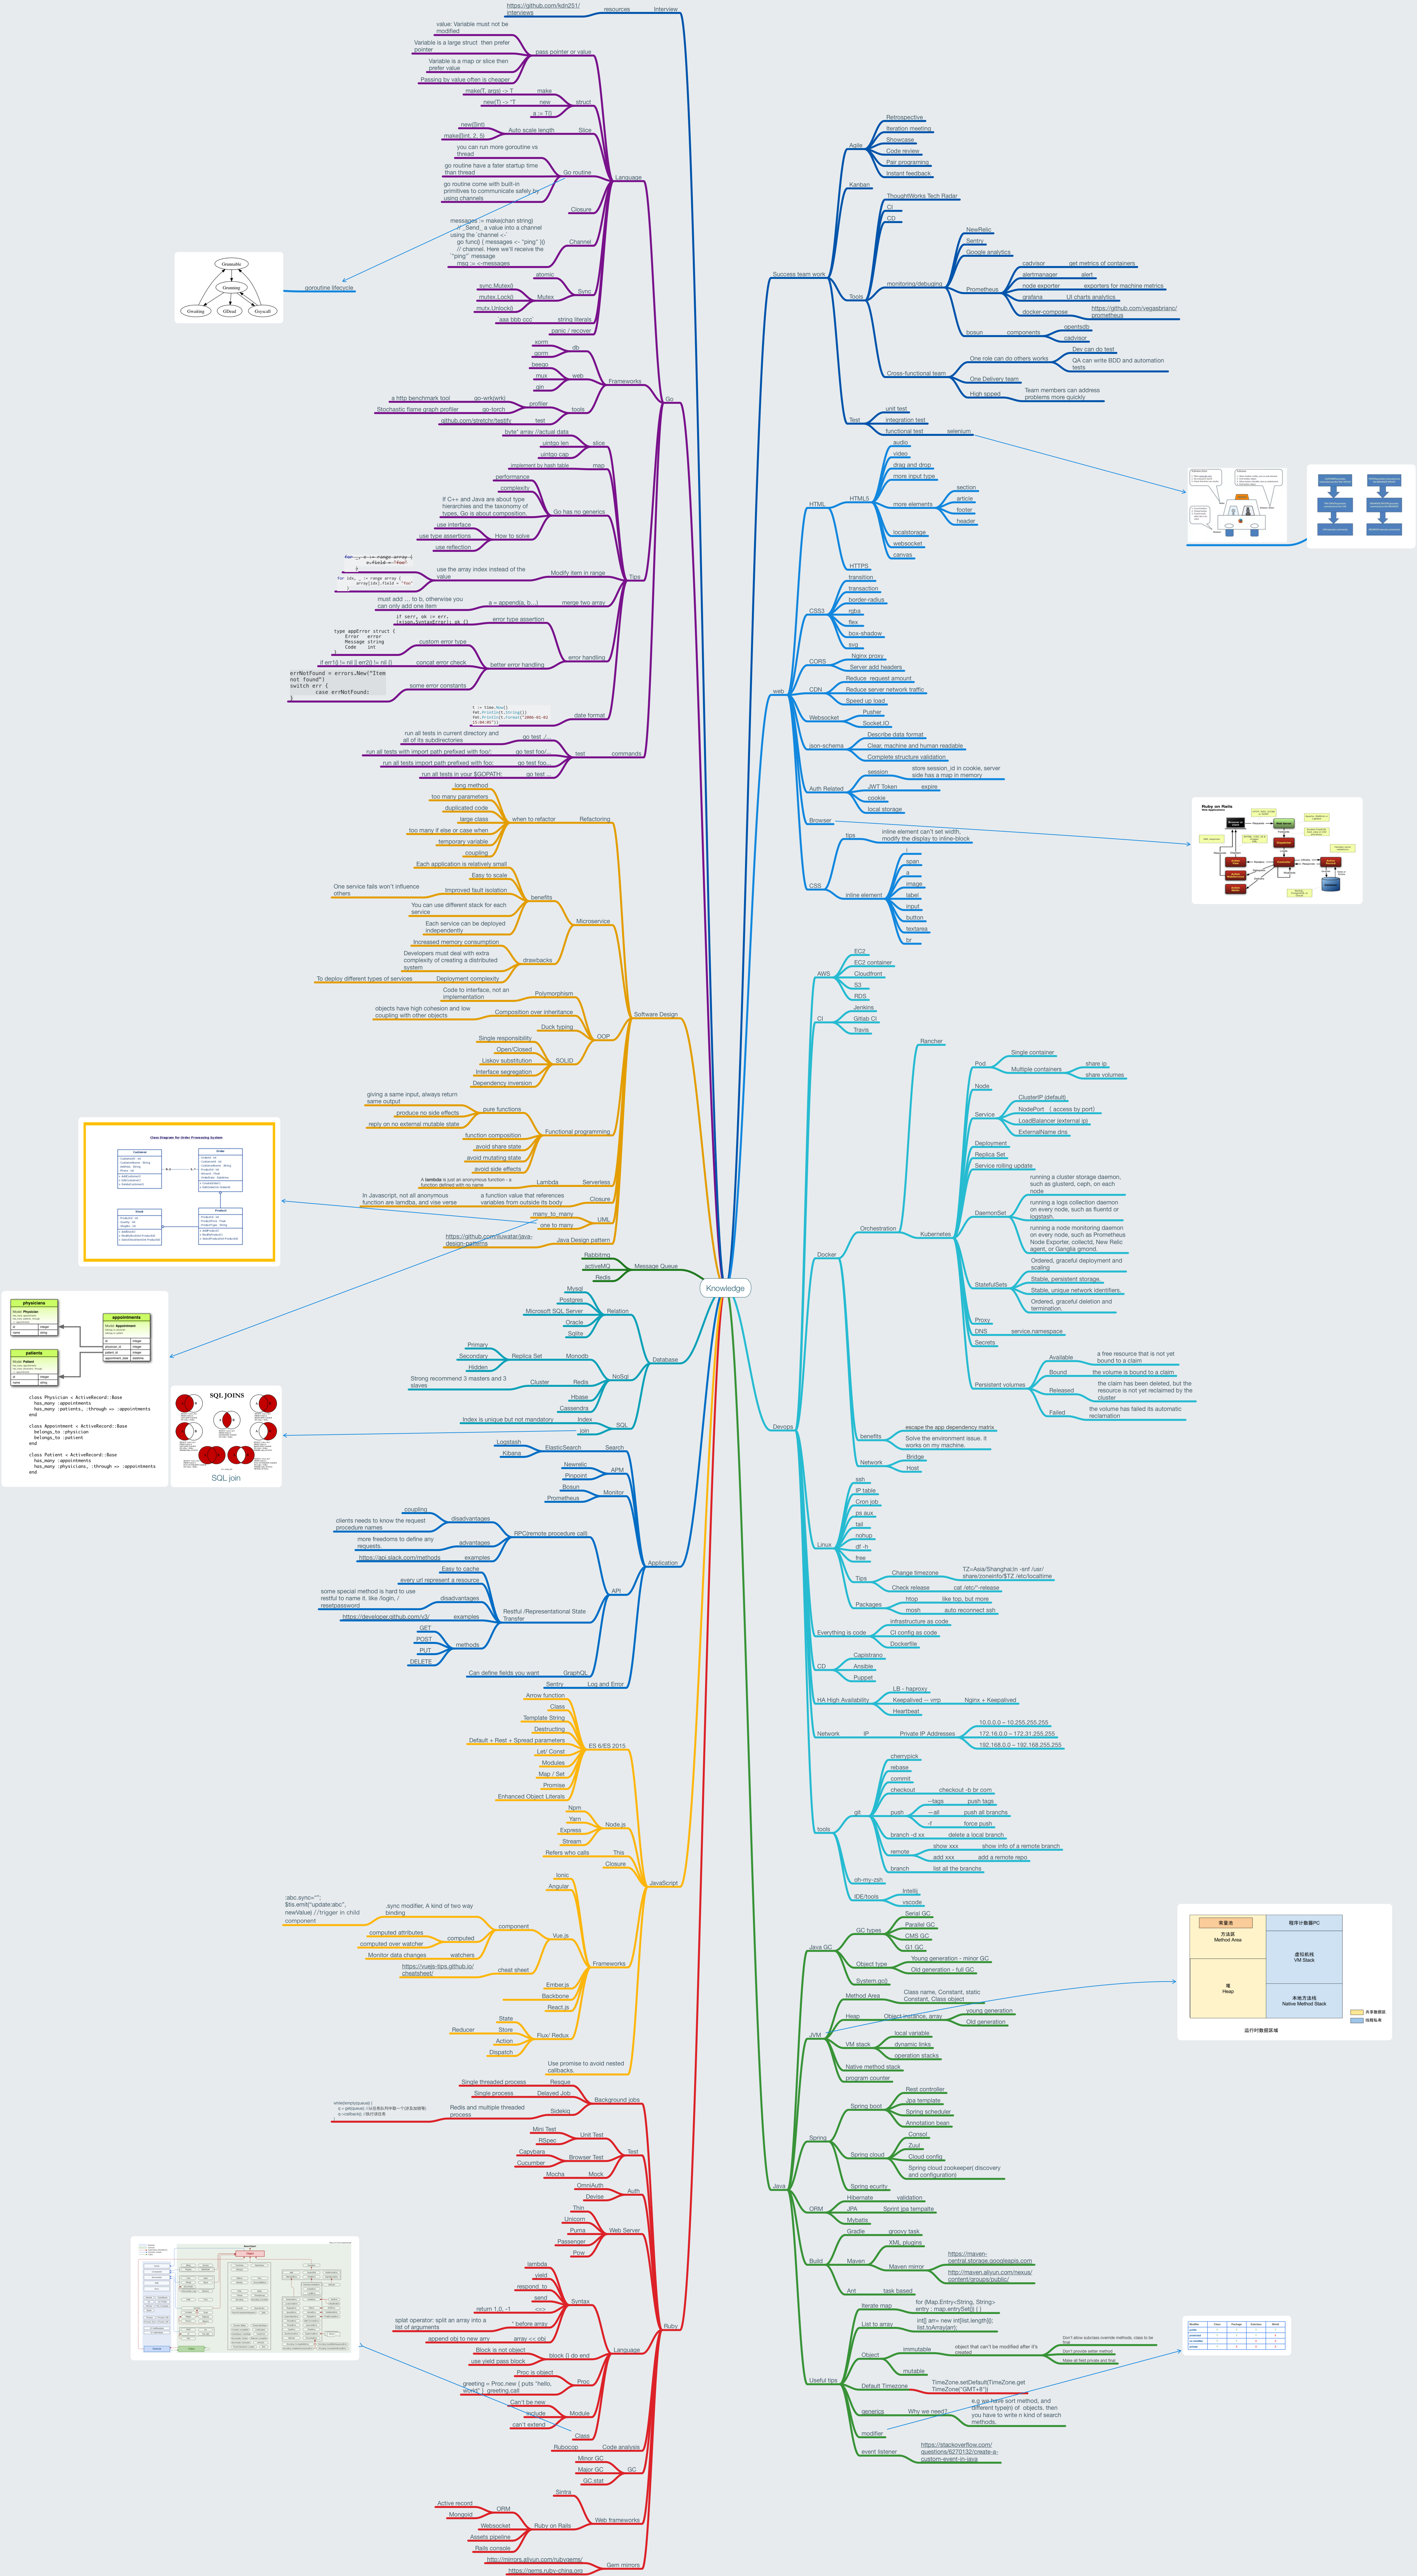 Knowledge
Interview
resources
https://github.com/kdn251/
interviews
Go
Language
pass pointer or value
value: Variable must not be
modified
Variable is a large struct then prefer
pointer
Variable is a map or slice then
prefer value
Passing by value often is cheaper
struct
make
make(T, args) -> T
new
new(T) -> *T
a := T{}
Slice
Auto scale length
new($int)
make($int, 2, 5)
Go routine
you can run more goroutine vs
thread
go routine have a fater startup time
than thread
go routine come with built-in
primitives to communicate safely by
using channels
goroutine lifecycle
Grunnable
Grunning
Gwaiting
GDead
Gsyscall
Closure
Channel
messages := make(chan string)
// _Send_ a value into a channel
using the `channel <-`
go func() { messages <- "ping" }()
// channel. Here we'll receive the
`"ping"` message
msg := <-messages
Sync
atomic
Mutex
sync.Mutex{}
mutex.Lock()
mutx.Unlock()
string literals
`aaa bbb ccc`
panic / recover
Frameworks
db
xorm
gorm
web
beego
mux
gin
tools
profiler
go-wrk(wrk)
a http benchmark tool
go-torch
Stochastic flame graph profiler
test
github.com/stretchr/testify
Tips
slice
byte* array //actual data
uintgo len
uintgo cap
map
implement by hash table
Go has no generics
performance
complexity
If C++ and Java are about type
hierarchies and the taxonomy of
types, Go is about composition.
How to solve
use interface
use type assertions
use reflection
Modify item in range
use the array index instead of the
value
for _, e := range array {
e.field = "foo"
}
for idx, _ := range array {
array[idx].field = "foo"
}
merge two array
a = append(a, b...)
must add … to b, otherwise you
can only add one item
error handling
error type assertion
if serr, ok := err.
(*json.SyntaxError); ok {}
better error handling
custom error type
type appError struct {
Error error
Message string
Code int
}
concat error check
if err1() != nil || err2() != nil {}
some error constants
errNotFound = errors.New("Item
not found")
switch err {
case errNotFound:
}
date format
t := time.Now()
fmt.Println(t.String())
fmt.Println(t.Format("2006-01-02
15:04:05"))
commands
test
go test ./...
run all tests in current directory and
all of its subdirectories
go test foo/...
run all tests with import path prefixed with foo/:
go test foo...
run all tests import path prefixed with foo:
go test ...
run all tests in your $GOPATH:
Software Design
Refactoring
when to refactor
long method
too many parameters
duplicated code
large class
too many if else or case when
temporary variable
coupling
Microservice
benefits
Each application is relatively small
Easy to scale
Improved fault isolation
One service fails won't influence
others
You can use different stack for each
service
Each service can be deployed
independently
drawbacks
Increased memory consumption
Developers must deal with extra
complexity of creating a distributed
system
Deployment complexity
To deploy different types of services
OOP
Polymorphism
Code to interface, not an
implementation
Composition over inheritance
objects have high cohesion and low
coupling with other objects
Duck typing
SOLID
Single responsibility
Open/Closed
Liskov substitution
Interface segregation
Dependency inversion
Functional programming
pure functions
giving a same input, always return
same output
produce no side effects
reply on no external mutable state
function composition
avoid share state
avoid mutating state
avoid side effects
Serverless
Lambda
A lambda is just an anonymous function - a
function defined with no name
Closure
a function value that references
variables from outside its body
In Javascript, not all anonymous
function are lamdba, and vise verse
UML
many_to_many
one to many
Java Design pattern
https://github.com/iluwatar/java-
design-patterns
Class Diagram for Order Processing System
Customer
Order
Stock
Product
Message Queue
Rabbitmq
activeMQ
Redis
physicians
Model: Physician
id integer
name string
appointments
Model: Appointment
id integer
physician_id integer
patient_id integer
appointment_date datetime
patients
Model: Patient
id integer
name string
class Physician < ActiveRecord::Base
has_many :appointments
has_many :patients, :through => :appointments
end
class Appointment < ActiveRecord::Base
belongs_to :physician
belongs_to :patient
end
class Patient < ActiveRecord::Base
has_many :appointments
has_many :physicians, :through => :appointments
end
SQL JOINS
SQL join
Database
Relation
Mysql
Postgres
Microsoft SQL Server
Oracle
Sqlite
NoSql
Monodb
Replica Set
Primary
Secondary
Hidden
Redis
Cluster
Strong recommend 3 masters and 3
slaves
Hbase
Cassendra
SQL
Index
Index is unique but not mandatory
join
Application
Search
ElasticSearch
Logstash
Kibana
APM
Newrelic
Pinpoint
Monitor
Bosun
Prometheus
API
RPC(remote procedure call)
disadvantages
coupling
clients needs to know the request
procedure names
advantages
more freedoms to define any
requests.
examples
https://api.slack.com/methods
Restful /Representational State
Transfer
Easy to cache
every url represent a resource
disadvantages
some special method is hard to use
restful to name it. like /login, /
resetpassword
examples
https://developer.github.com/v3/
methods
GET
POST
PUT
DELETE
GraphQL
Can define fields you want
Log and Error
Sentry
JavaScript
ES 6/ES 2015
Arrow function
Class
Template String
Destructing
Default + Rest + Spread parameters
Let/ Const
Modules
Map / Set
Promise
Enhanced Object Literals
Node.js
Npm
Yarn
Express
Stream
This
Refers who calls
Closure
Frameworks
Ionic
Angular
Vue.js
component
.sync modifier, A kind of two way
binding
:abc.sync="";
$tis.emit("update:abc",
newValue) //trigger in child
component
computed
computed attributes
computed over watcher
watchers
Monitor data changes
cheat sheet
https://vuejs-tips.github.io/
cheatsheet/
Ember.js
Backbone
React.js
Flux/ Redux
State
Store
Reducer
Action
Dispatch
Use promise to avoid nested
callbacks.
Ruby
Background jobs
Resque
Single threaded process
Delayed Job
Single process
Sidekiq
Redis and multiple threaded
process
Test
Unit Test
Mini Test
RSpec
Browser Test
Capybara
Cucumber
Mock
Mocha
Auth
OmniAuth
Devise
Web Server
Thin
Unicorn
Puma
Passenger
Pow
Language
Syntax
lambda
yield
respond_to
send
<=>
return 1,0, -1
* before array
splat operator: split an array into a
list of arguments
array << obj
append obj to new arry
block {} do end
Block is not object
use yield pass block
Proc
Proc is object
greeting = Proc.new { puts "hello,
world" } greeting.call
Module
Can't be new
include
can't extend
Class
Code analysis
Rubocop
GC
Minor GC
Major GC
GC.stat
Web frameworks
Sintra
Ruby on Rails
ORM
Active record
Mongoid
Websocket
Assets pipeline
Rails console
Gem mirrors
http://mirrors.aliyun.com/rubygems/
https://gems.ruby-china.org
Success team work
Agile
Retrospective
Iteration meeting
Showcase
Code review
Pair programing
Instant feedback
Kanban
Tools
ThoughtWorks Tech Radar
CI
CD
monitoring/debuging
NewRelic
Sentry
Google analytics
Prometheus
cadvisor
get metrics of containers
alertmanager
alert
node exporter
exporters for machine metrics
grafana
UI charts analytics
docker-compose
https://github.com/vegasbrianc/
prometheus
bosun
components
opentsdb
cadvisor
Cross-functional team
One role can do others works
Dev can do test
QA can write BDD and automation
tests
One Delivery team
High spped
Team members can address
problems more quickly
Test
unit test
integration test
functional test
selenium
web
HTML
HTML5
audio
video
drag and drop
more input type
more elements
section
article
footer
header
localstorage
websocket
canvas
HTTPS
CSS3
transition
transaction
border-radius
rgba
flex
box-shadow
svg
CORS
Nginx proxy
Server add headers
CDN
Reduce request amount
Reduce server network traffic
Speed up load
Websocket
Pusher
Socket.IO
json-schema
Describe data format
Clear, machine and human readable
Complete structure validation
Auth Related
session
store session_id in cookie, server
side has a map in memory
JWT Token
expire
cookie
local storage
Browser
Ruby on Rails
CSS
tips
inline element can't set width,
modify the display to inline-block
inline element
i
span
a
image
label
input
button
textarea
br
Devops
AWS
EC2
EC2 container
Cloudfront
S3
RDS
CI
Jenkins
Gitlab CI
Travis
Docker
Orchestration
Rancher
Kubernetes
Pod
Single container
Multiple containers
share ip
share volumes
Node
Service
ClusterIP (default)
NodePort （ access by port）
LoadBalancer (external ip)
ExternalName dns
Deployment
Replica Set
Service rolling update
DaemonSet
running a cluster storage daemon,
such as glusterd, ceph, on each
node
running a logs collection daemon
on every node, such as fluentd or
logstash.
running a node monitoring daemon
on every node, such as Prometheus
Node Exporter, collectd, New Relic
agent, or Ganglia gmond.
StatefulSets
Ordered, graceful deployment and
scaling
Stable, persistent storage.
Stable, unique network identifiers.
Ordered, graceful deletion and
termination.
Proxy
DNS
service.namespace
Secrets
Persistent volumes
Available
a free resource that is not yet
bound to a claim
Bound
the volume is bound to a claim
Released
the claim has been deleted, but the
resource is not yet reclaimed by the
cluster
Failed
the volume has failed its automatic
reclamation
benefits
escape the app dependency matrix
Solve the environment issue. it
works on my machine.
Network
Bridge
Host
Linux
ssh
IP table
Cron job
ps aux
tail
nohup
df -h
free
Tips
Change timezone
TZ=Asia/Shanghai;ln -snf /usr/
share/zoneinfo/$TZ /etc/localtime
Check release
cat /etc/*-release
Packages
htop
like top, but more
mosh
auto reconnect ssh
Everything is code
infrastructure as code
CI config as code
Dockerfile
CD
Capistrano
Ansible
Puppet
HA High Availability
LB - haproxy
Keepalived -- vrrp
Nginx + Keepalived
Heartbeat
Network
IP
Private IP Addresses
10.0.0.0 – 10.255.255.255
172.16.0.0 – 172.31.255.255
192.168.0.0 – 192.168.255.255
tools
git
cherrypick
rebase
commit
checkout
checkout -b br com
push
--tags
push tags
—all
push all branchs
-f
force push
branch -d xx
delete a local branch
remote
show xxx
show info of a remote branch
add xxx
add a remote repo
branch
list all the branchs
oh-my-zsh
IDE/tools
Intellij
vscode
Java
Java GC
GC types
Serial GC
Parallel GC
CMS GC
G1 GC
Object type
Young generation - minor GC
Old generation - full GC
System.gc()
JVM
Method Area
Class name, Constant, static
Constant, Class object
Heap
Object instance, array
young generation
Old generation
VM stack
local variable
dynamic links
operation stacks
Native method stack
program counter
常量池
方法区
Method Area
堆
Heap
程序计数器PC
虚拟机栈
VM Stack
本地方法栈
Native Method Stack
共享数据区
线程私有
运行时数据区域
Spring
Spring boot
Rest controller
Jpa template
Spring scheduler
Annotation bean
Spring cloud
Consol
Zuul
Cloud config
Spring cloud zookeeper( discovery
and configuration)
Spring ecurity
ORM
Hibernate
validation
JPA
Sprint jpa tempalte
Mybatis
Build
Gradle
groovy task
Maven
XML plugins
Maven mirror
https://maven-
central.storage.googleapis.com
http://maven.aliyun.com/nexus/
content/groups/public/
Ant
task based
Useful tips
Iterate map
for (Map.Entry<String, String>
entry : map.entrySet()) { }
List to array
int[] arr= new int[list.length)];
list.toArray(arr);
Object
immutable
object that can't be modified after it's
created
Don't allow subclass override methods, class to be
final
Don't provide setter method
Make all field private and final
mutable
Default Timezone
TimeZone.setDefault(TimeZone.get
TimeZone("GMT+8"))
generics
Why we need?
e.g we have sort method, and
different type(n) of objects. then
you have to write n kind of search
methods.
modifier
event listener
https://stackoverflow.com/
questions/6270132/create-a-
custom-event-in-java